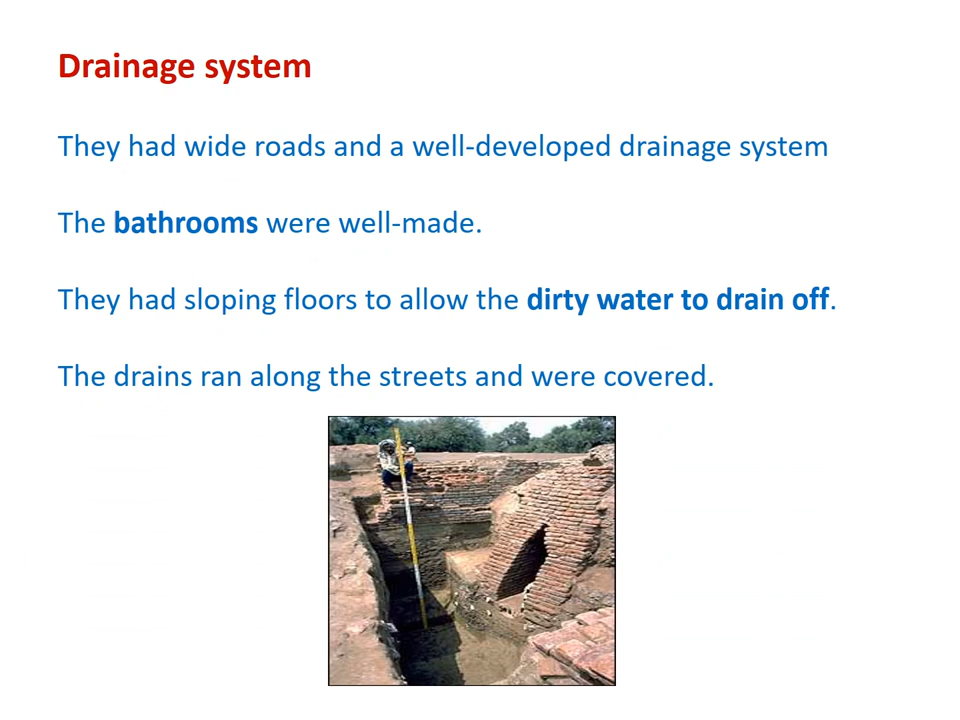 Drainage system
They had wide roads and a well-developed drainage system
The bathrooms were well-made.
They had sloping floors to allow the dirty water to drain off.
The drains ran along the streets and were covered.